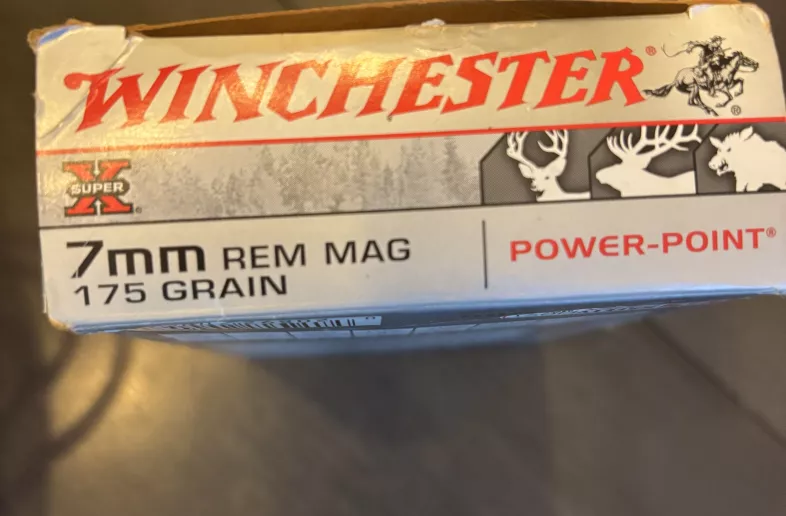 WINCHESTER®
®
SUPER X®
7mm REM MAG
175 GRAIN
POWER-POINT®